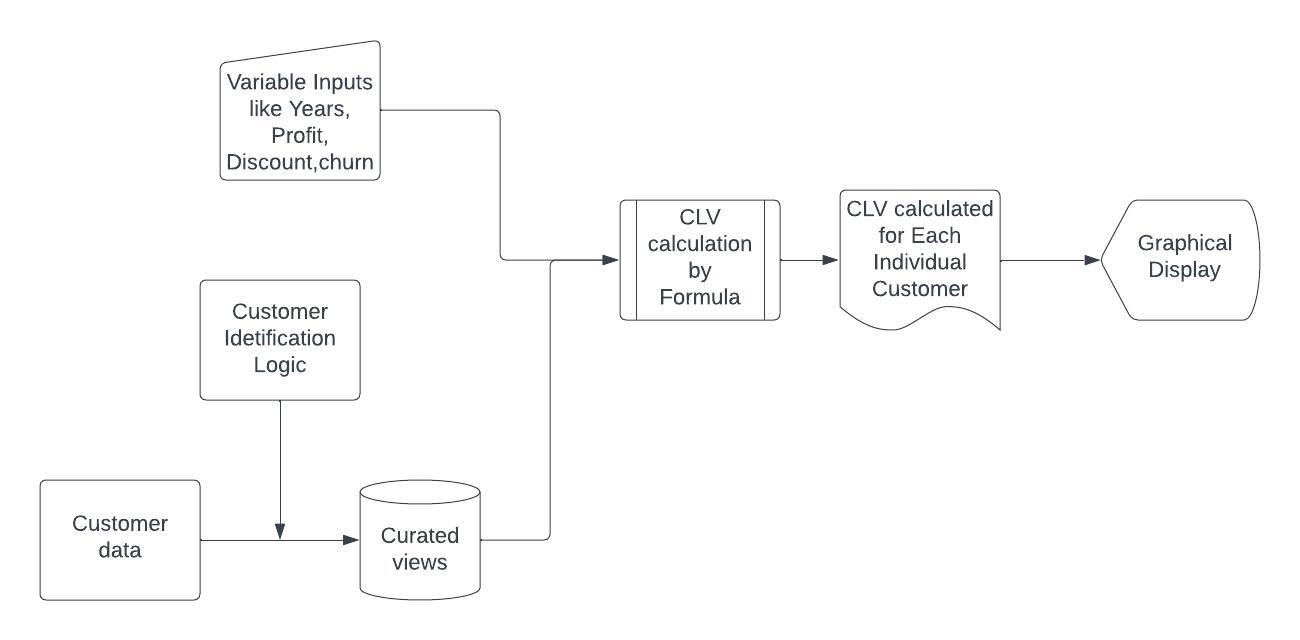 Variable Inputs
like Years,
Profit,
Discount,churn
CLV
calculation
by
Formula
CLV calculated
for Each
Individual
Customer
Graphical
Display
Customer
Idetification
Logic
Customer
data
Curated
views